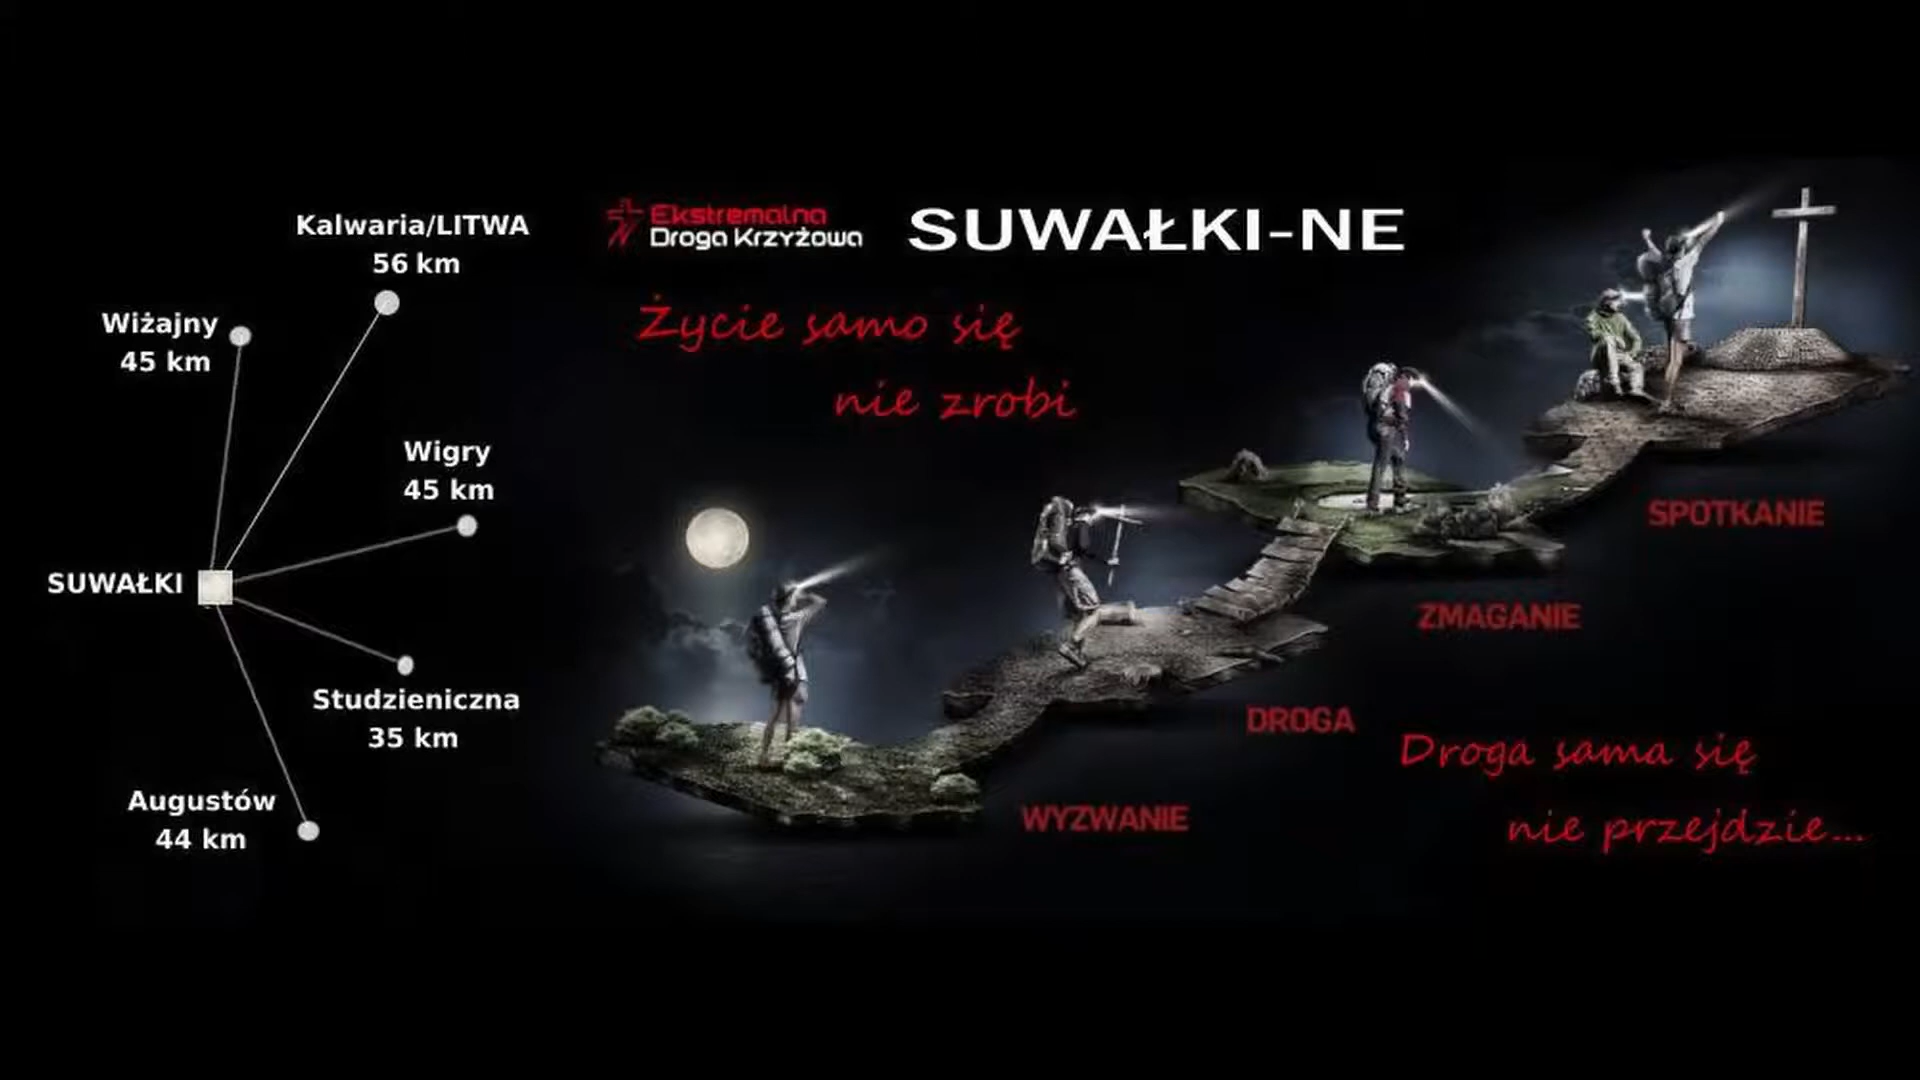 Kalwaria/LITWA
56 km
Wiżajny
45 km
Wigry
45 km
SUWAŁKI
Studzieniczna
35 km
Augustów
44 km
Ekstremalna
Droga Krzyżowa
SUWAŁKI-NE
Życie samo się
nie zrobi
SPOTKANIE
ZMAGANIE
DROGA
WYZWANIE
Droga sama się
nie przejdzie...